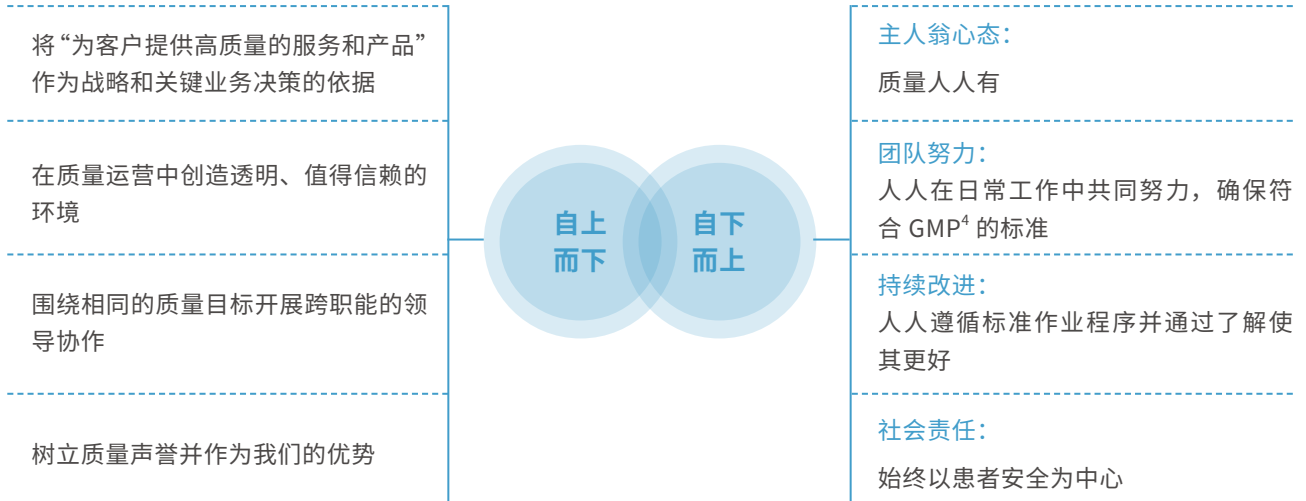 将“为客户提供高质量的服务和产品”
作为战略和关键业务决策的依据
在质量运营中创造透明、值得信赖的
环境
围绕相同的质量目标开展跨职能的领
导协作
树立质量声誉并作为我们的优势
自上
而下
自下
而上
主人翁心态：
质量人人有
团队努力：
人人在日常工作中共同努力，确保符
合 GMP⁴ 的标准
持续改进：
人人遵循标准作业程序并通过了解使
其更好
社会责任：
始终以患者安全为中心